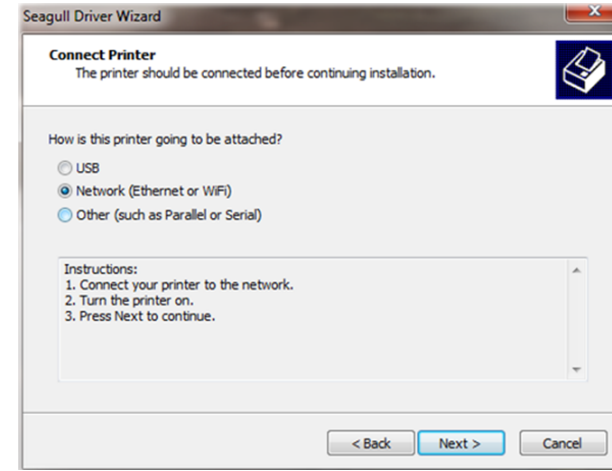 Seagull Driver Wizard
Connect Printer
The printer should be connected before continuing installation.
How is this printer going to be attached?
USB
Network (Ethernet or WiFi)
Other (such as Parallel or Serial)
Instructions:
1. Connect your printer to the network.
2. Turn the printer on.
3. Press Next to continue.
< Back Next > Cancel